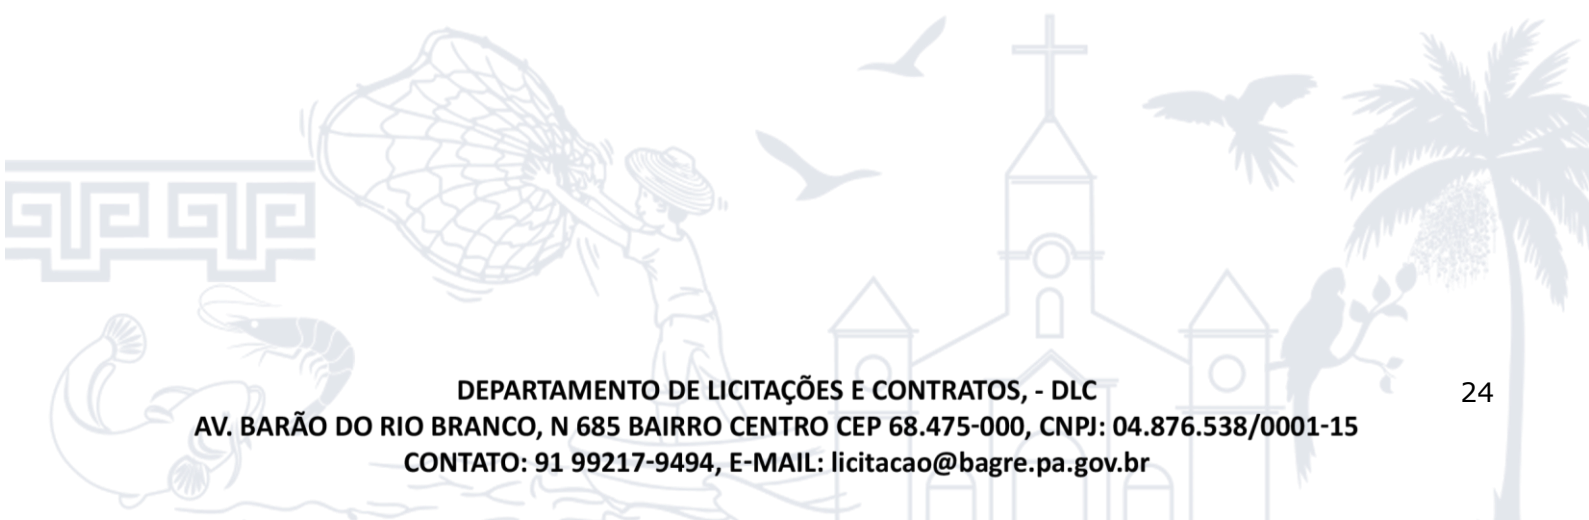 DEPARTAMENTO DE LICITAÇÕES E CONTRATOS, - DLC
24
AV. BARÃO DO RIO BRANCO, N 685 BAIRRO CENTRO CEP 68.475-000, CNPJ: 04.876.538/0001-15
CONTATO: 91 99217-9494, E-MAIL: licitacao@bagre.pa.gov.br